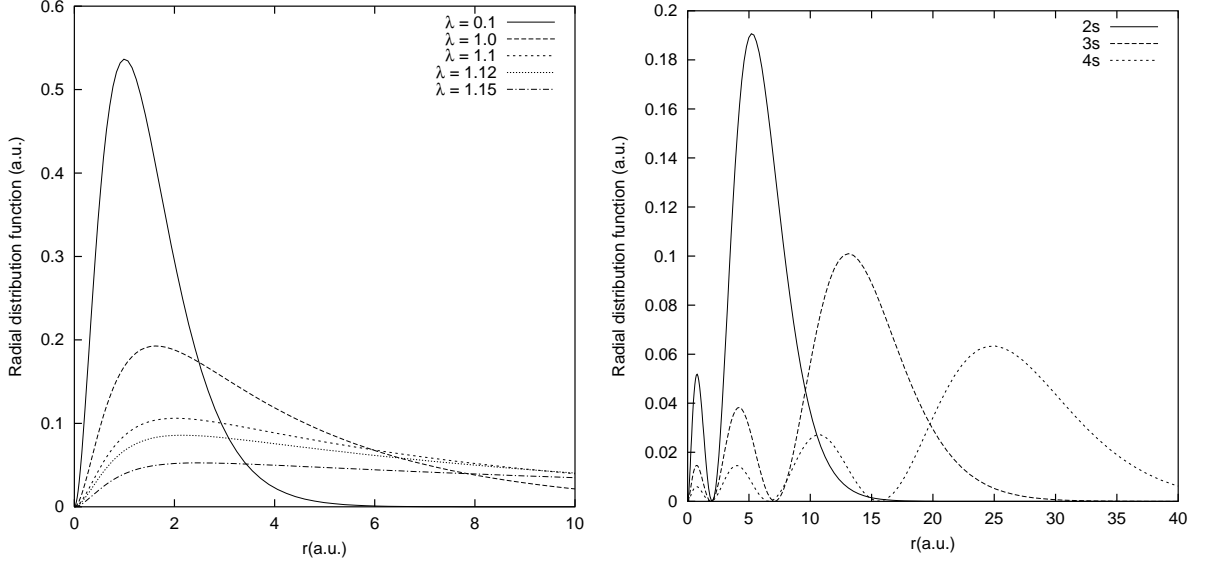 Radial distribution function (a.u.)
0.6
0.5
0.4
0.3
0.2
0.1
0
0 2 4 6 8 10
r(a.u.)
λ = 0.1
λ = 1.0
λ = 1.1
λ = 1.12
λ = 1.15
Radial distribution function (a.u.)
0.2
0.18
0.16
0.14
0.12
0.1
0.08
0.06
0.04
0.02
0
0 5 10 15 20 25 30 35 40
r(a.u.)
2s
3s
4s